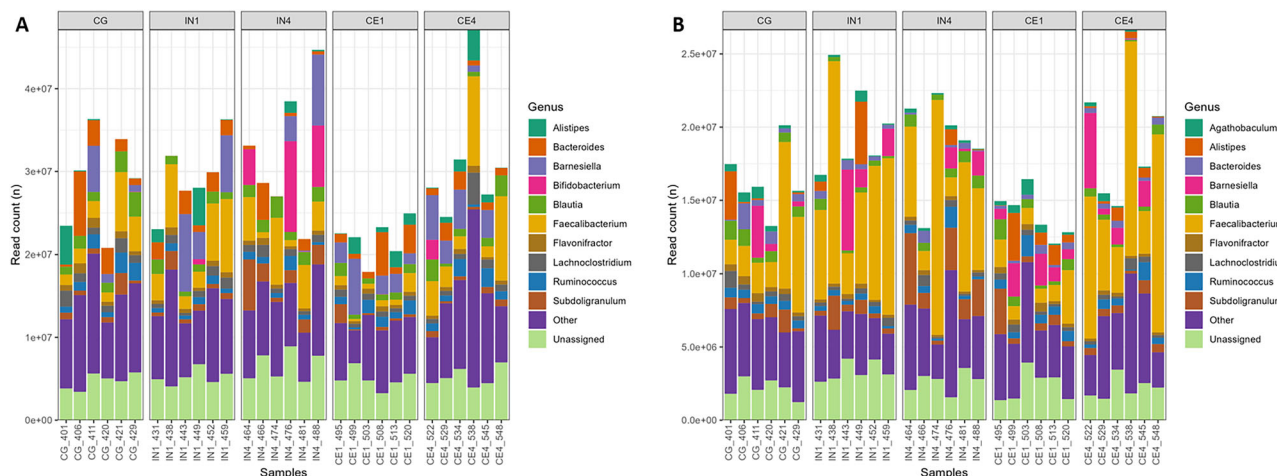 A
CG IN1 IN4 CE1 CE4
Read count (n)
4e+07
3e+07
2e+07
1e+07
0e+00
CG_401 CG_406 CG_411 CG_420 CG_421 CG_429 IN1_431 IN1_438 IN1_443 IN1_449 IN1_452 IN1_459 IN4_464 IN4_466 IN4_474 IN4_476 IN4_481 IN4_488 CE1_495 CE1_499 CE1_503 CE1_508 CE1_513 CE1_520 CE4_522 CE4_529 CE4_534 CE4_538 CE4_545 CE4_548
Samples
Genus
Alistipes
Bacteroides
Barnesiella
Bifidobacterium
Blautia
Faecalibacterium
Flavonifractor
Lachnoclostridium
Ruminococcus
Subdoligranulum
Other
Unassigned
B
CG IN1 IN4 CE1 CE4
Read count (n)
2.5e+07
2.0e+07
1.5e+07
1.0e+07
5.0e+06
0.0e+00
CG_401 CG_406 CG_411 CG_420 CG_421 CG_429 IN1_431 IN1_438 IN1_443 IN1_449 IN1_452 IN1_459 IN4_464 IN4_466 IN4_474 IN4_476 IN4_481 IN4_488 CE1_495 CE1_499 CE1_503 CE1_508 CE1_513 CE1_520 CE4_522 CE4_529 CE4_534 CE4_538 CE4_545 CE4_548
Samples
Genus
Agathobaculum
Alistipes
Bacteroides
Barnesiella
Blautia
Faecalibacterium
Flavonifractor
Lachnoclostridiu
Ruminococcus
Subdoligranulum
Other
Unassigned